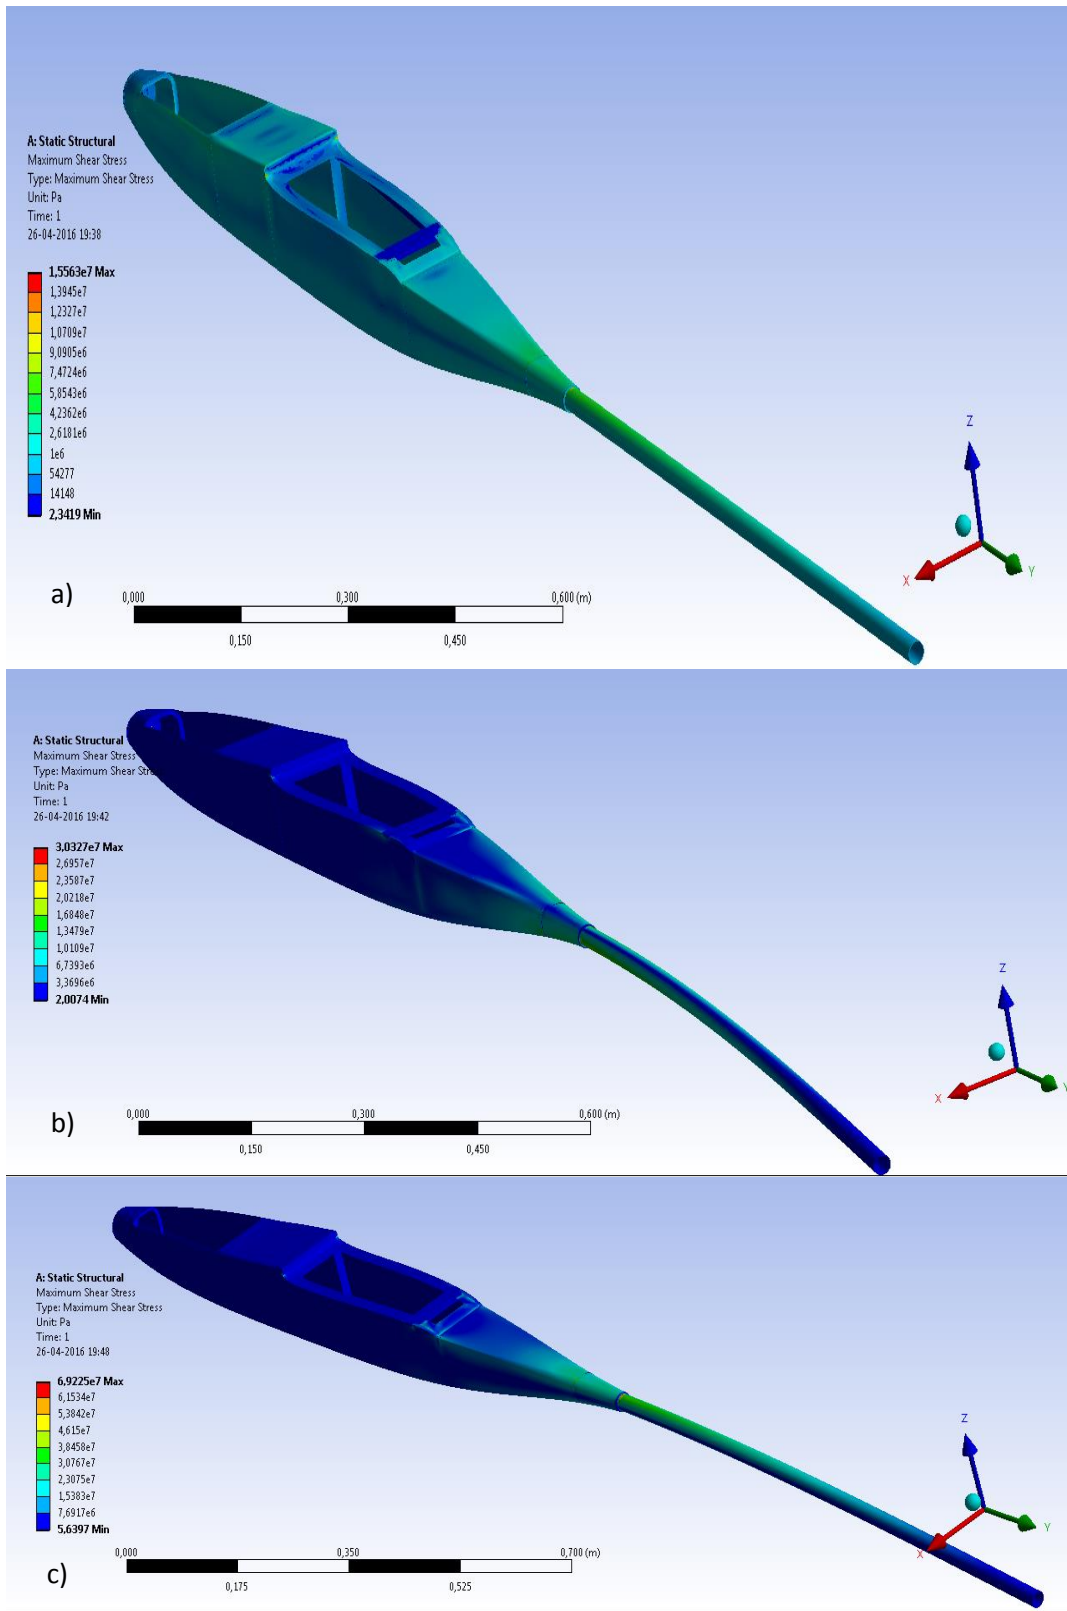 A: Static Structural
Maximum Shear Stress
Type: Maximum Shear Stress
Unit: Pa
Time: 1
26-04-2016 19:38
1,5563e7 Max
1,3945e7
1,2327e7
1,0709e7
9,0905e6
7,4724e6
5,8543e6
4,2362e6
2,6181e6
1e6
54277
14148
2,3419 Min
Z
X
Y
a)
0,000 0,300 0,600 (m)
0,150 0,450
A: Static Structural
Maximum Shear Stress
Type: Maximum Shear Stre
Unit: Pa
Time: 1
26-04-2016 19:42
3,0327e7 Max
2,6957e7
2,3587e7
2,0218e7
1,6848e7
1,3479e7
1,0109e7
6,7393e6
3,3696e6
2,0074 Min
Z
X
Y
b)
0,000 0,300 0,600 (m)
0,150 0,450
A: Static Structural
Maximum Shear Stress
Type: Maximum Shear Stress
Unit: Pa
Time: 1
26-04-2016 19:48
6,9225e7 Max
6,1534e7
5,3842e7
4,615e7
3,8458e7
3,0767e7
2,3075e7
1,5383e7
7,6917e6
5,6397 Min
Z
Y
X
c)
0,000 0,350 0,700 (m)
0,175 0,525